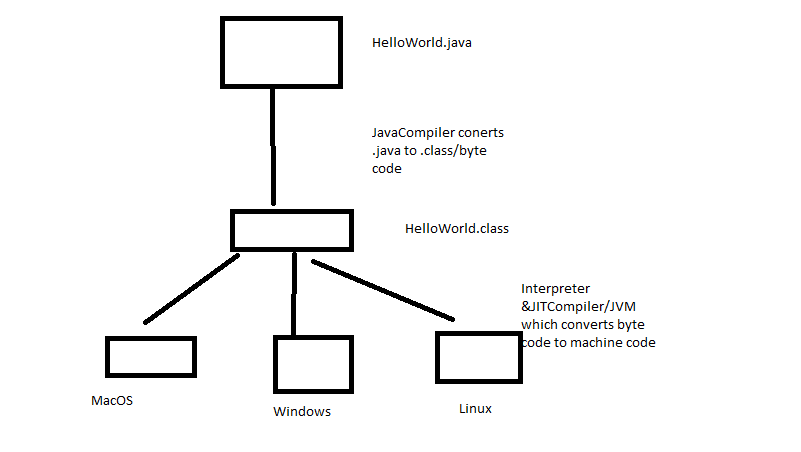 HelloWorld.java
JavaCompiler conerts
.java to .class/byte
code
HelloWorld.class
Interpreter
&JITCompiler/JVM
which converts byte
code to machine code
MacOS
Windows
Linux